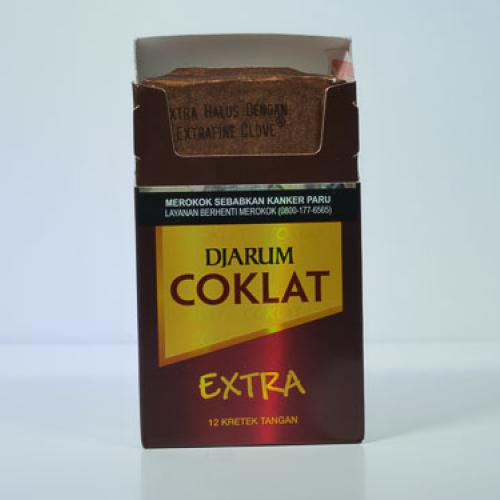 XTRA HALUS DENGAN
EXTRAFINE CLOVE®
MEROKOK SEBABKAN KANKER PARU
LAYANAN BERHENTI MEROKOK (0800-177-6565)
DJARUM
COKLAT
EXTRA
12 KRETEK TANGAN